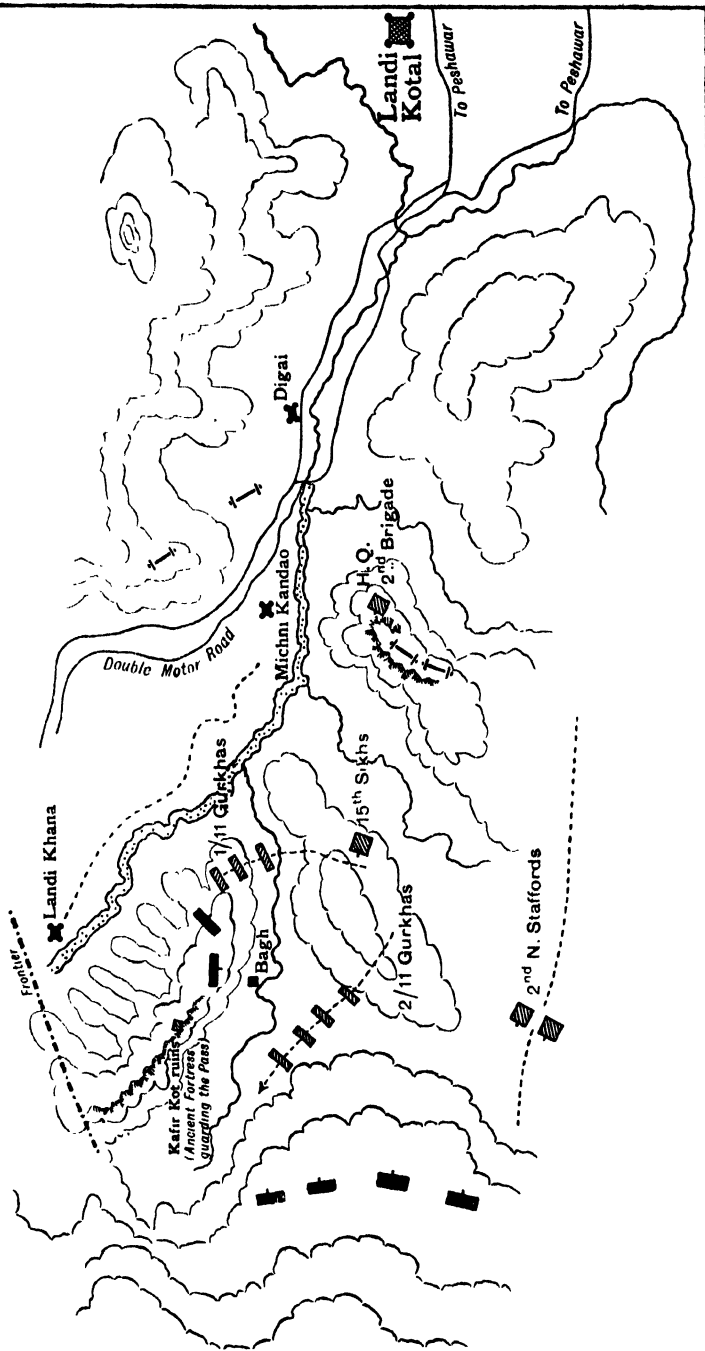 Landi
Kotal
To Peshawar
To Peshawar
Digai
Michni Kandao
H. Q.
2nd Brigade
Double Motor Road
1/11 Gurkhas
15th Sikhs
Landi Khana
Frontier
Bagh
2/11 Gurkhas
2nd N. Staffords
Kafir Kot ruins
(Ancient Fortress
guarding the Pass)